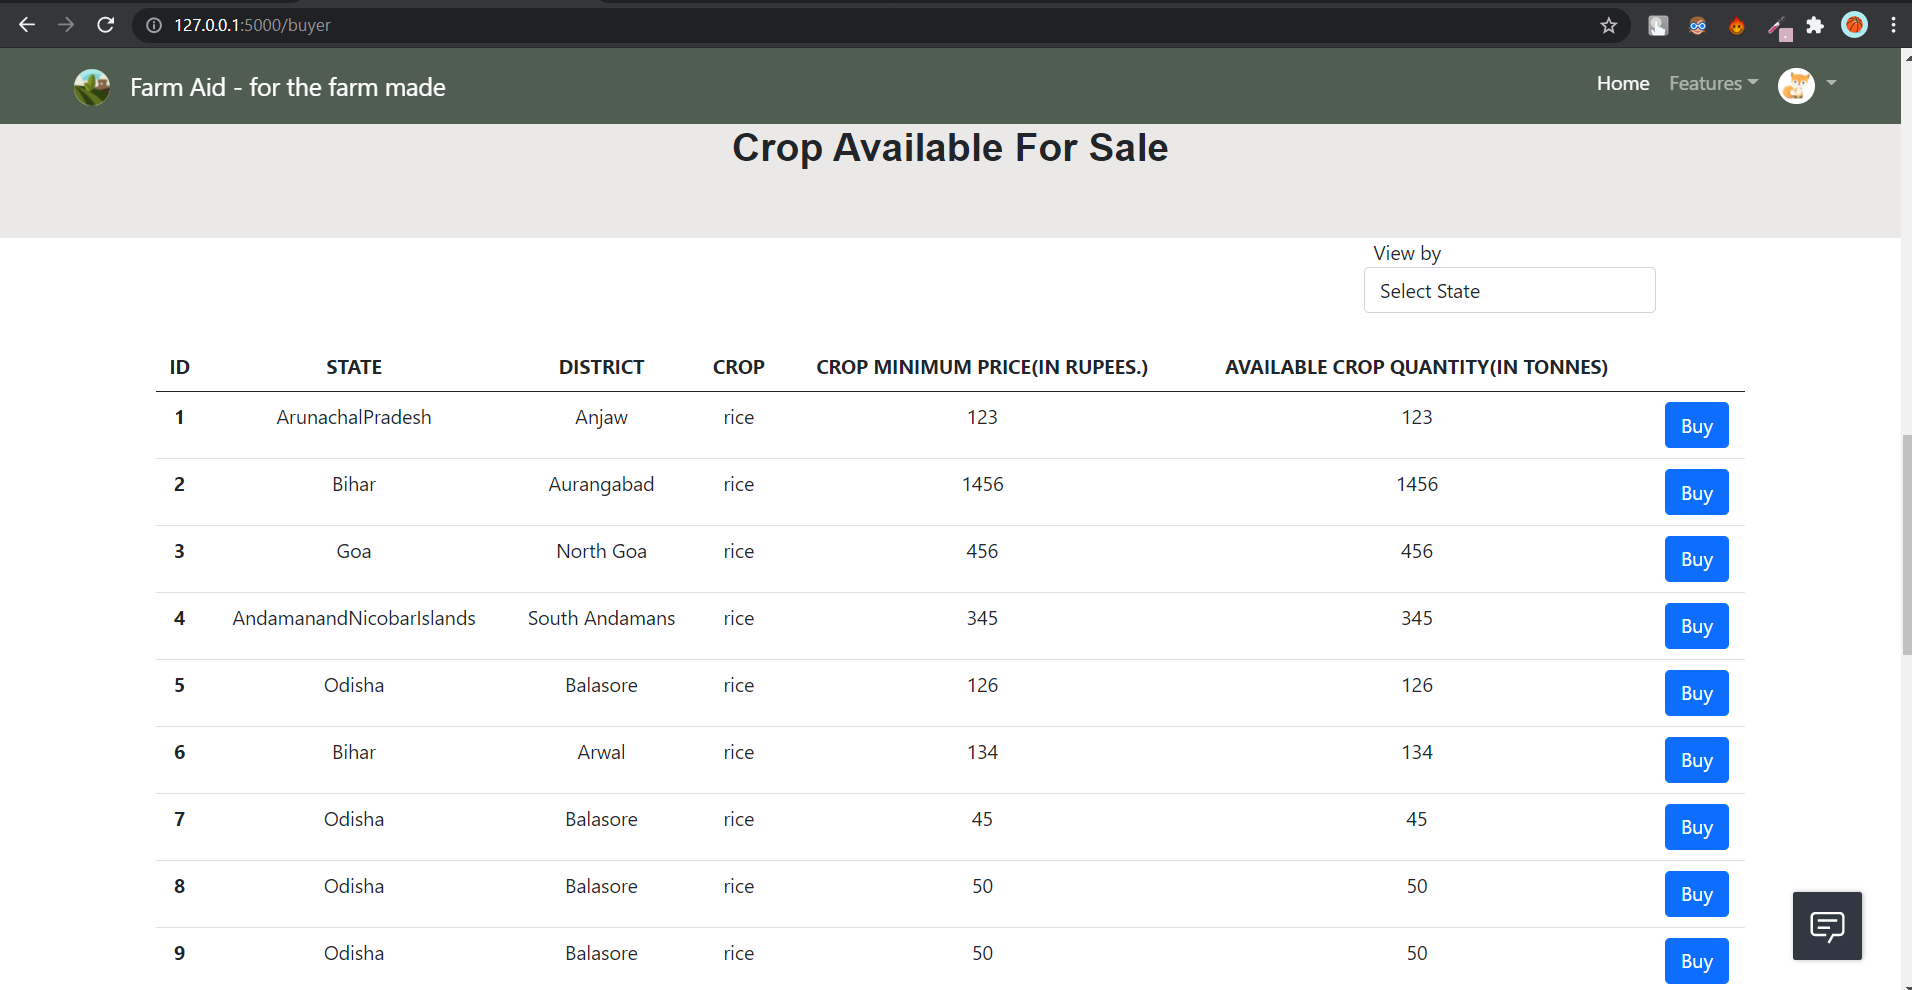 127.0.0.1:5000/buyer
Farm Aid - for the farm made
Home Features
Crop Available For Sale
View by
Select State
ID STATE DISTRICT CROP CROP MINIMUM PRICE(IN RUPEES.) AVAILABLE CROP QUANTITY(IN TONNES)
1 ArunachalPradesh Anjaw rice 123 123 Buy
2 Bihar Aurangabad rice 1456 1456 Buy
3 Goa North Goa rice 456 456 Buy
4 AndamanandNicobarIslands South Andamans rice 345 345 Buy
5 Odisha Balasore rice 126 126 Buy
6 Bihar Arwal rice 134 134 Buy
7 Odisha Balasore rice 45 45 Buy
8 Odisha Balasore rice 50 50 Buy
9 Odisha Balasore rice 50 50 Buy